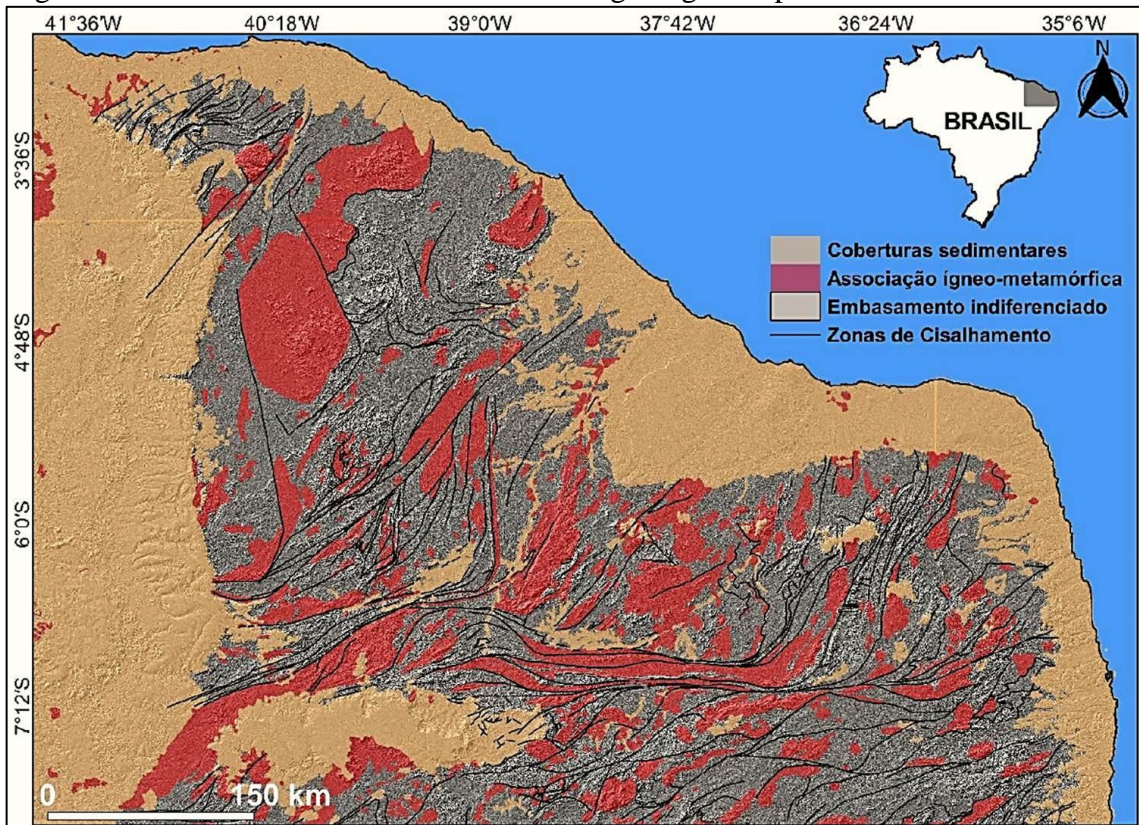 41°36'W 40°18'W 39°0'W 37°42'W 36°24'W 35°6'W
N
BRASIL
3°36'S
Coberturas sedimentares
Associação ígneo-metamórfica
Embasamento indiferenciado
Zonas de Cisalhamento
4°48'S
6°0'S
7°12'S
0 150 km